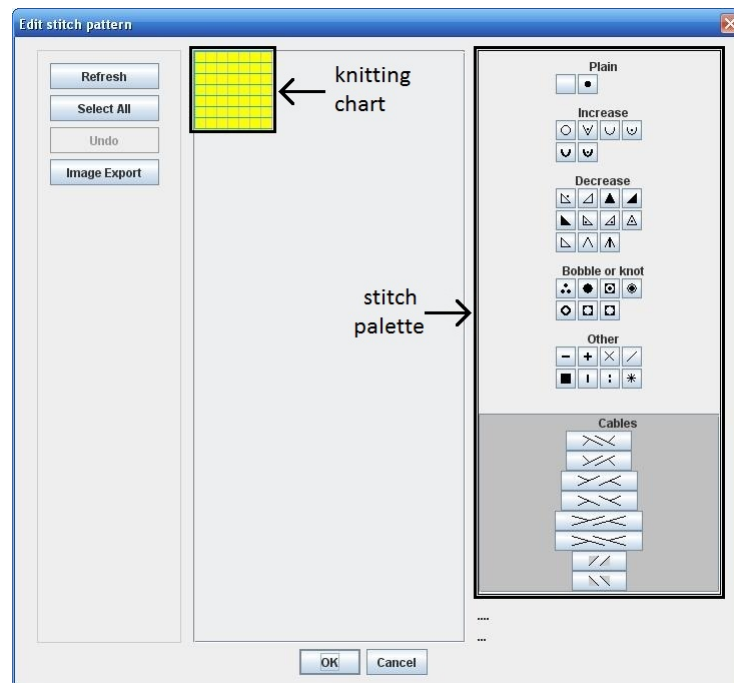 Edit stitch pattern
Refresh
Select All
Undo
Image Export
knitting
chart
stitch
palette
Plain
Increase
Decrease
Bobble or knot
Other
Cables
....
...
OK
Cancel